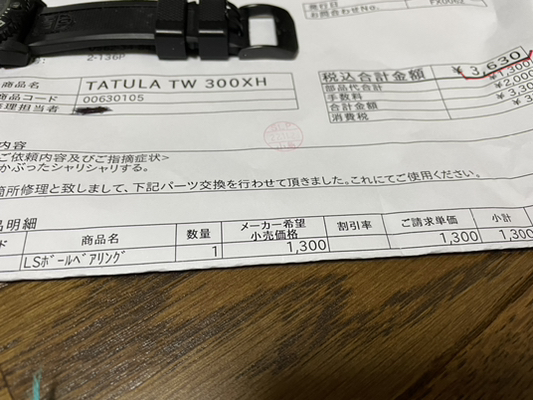 発行日
お問合わせNo.
2-136P
商品名 TATULA TW 300XH
商品コード 00630105
修理担当者
税込合計金額 ¥3,630
部品代合計 ¥1,300
手数料 ¥2,000
合計金額
消費税
内容
ご依頼内容及びご指摘症状>
かぶったシャリシャリする。
箇所修理と致しまして、下記パーツ交換を行わせて頂きました。これにてご使用ください。
品明細
商品名 数量 メーカー希望小売価格 割引率 ご請求単価 小計
LSボールベアリング 1 1,300 1,300 1,300